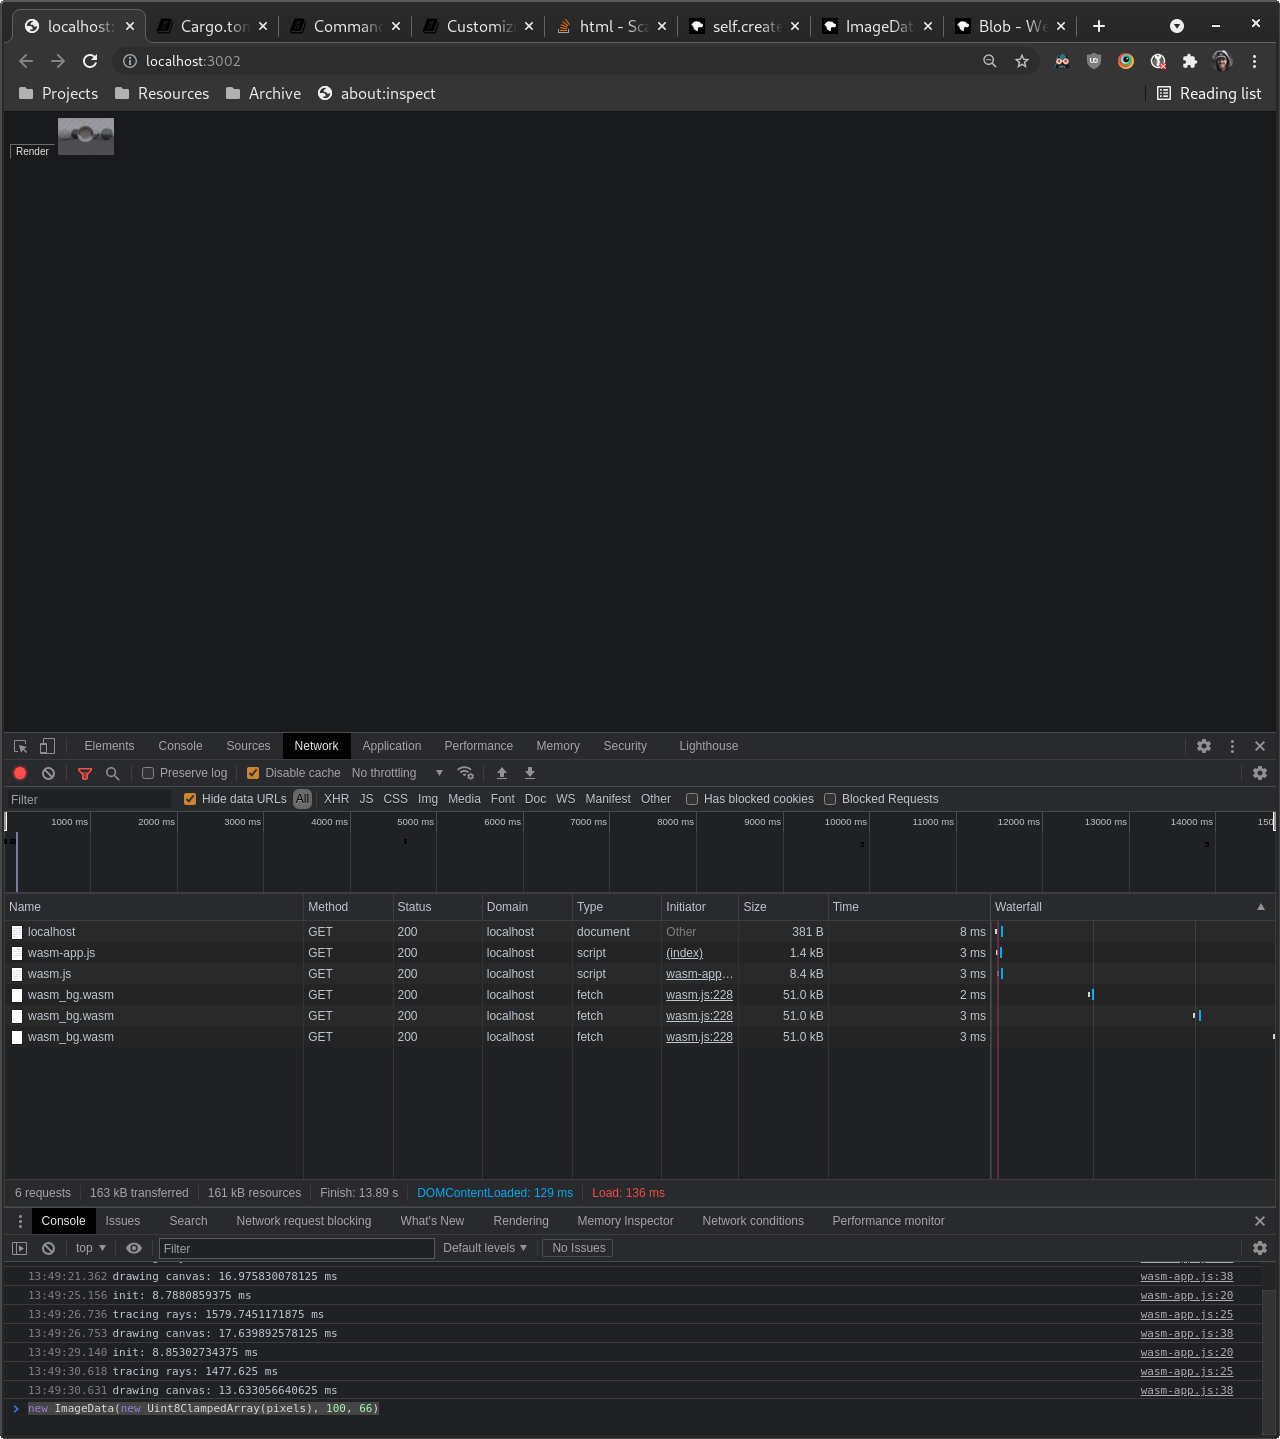 localhost:
Cargo.ton
Comman
Customiz
html - Sca
self.create
ImageDat
Blob - We
localhost:3002
Projects
Resources
Archive
about:inspect
Reading list
Render
Elements Console Sources Network Application Performance Memory Security Lighthouse
Preserve log Disable cache No throttling
Filter Hide data URLs All XHR JS CSS Img Media Font Doc WS Manifest Other Has blocked cookies Blocked Requests
1000 ms 2000 ms 3000 ms 4000 ms 5000 ms 6000 ms 7000 ms 8000 ms 9000 ms 10000 ms 11000 ms 12000 ms 13000 ms 14000 ms 150
Name Method Status Domain Type Initiator Size Time Waterfall
localhost GET 200 localhost document Other 381 B 8 ms
wasm-app.js GET 200 localhost script (index) 1.4 kB 3 ms
wasm.js GET 200 localhost script wasm-app… 8.4 kB 3 ms
wasm_bg.wasm GET 200 localhost fetch wasm.js:228 51.0 kB 2 ms
wasm_bg.wasm GET 200 localhost fetch wasm.js:228 51.0 kB 3 ms
wasm_bg.wasm GET 200 localhost fetch wasm.js:228 51.0 kB 3 ms
6 requests 163 kB transferred 161 kB resources Finish: 13.89 s DOMContentLoaded: 129 ms Load: 136 ms
Console Issues Search Network request blocking What's New Rendering Memory Inspector Network conditions Performance monitor
top Filter Default levels No Issues
13:49:21.362 drawing canvas: 16.975830078125 ms wasm-app.js:38
13:49:25.156 init: 8.7880859375 ms wasm-app.js:20
13:49:26.736 tracing rays: 1579.7451171875 ms wasm-app.js:25
13:49:26.753 drawing canvas: 17.639892578125 ms wasm-app.js:38
13:49:29.140 init: 8.85302734375 ms wasm-app.js:20
13:49:30.618 tracing rays: 1477.625 ms wasm-app.js:25
13:49:30.631 drawing canvas: 13.633056640625 ms wasm-app.js:38
new ImageData(new Uint8ClampedArray(pixels), 100, 66)